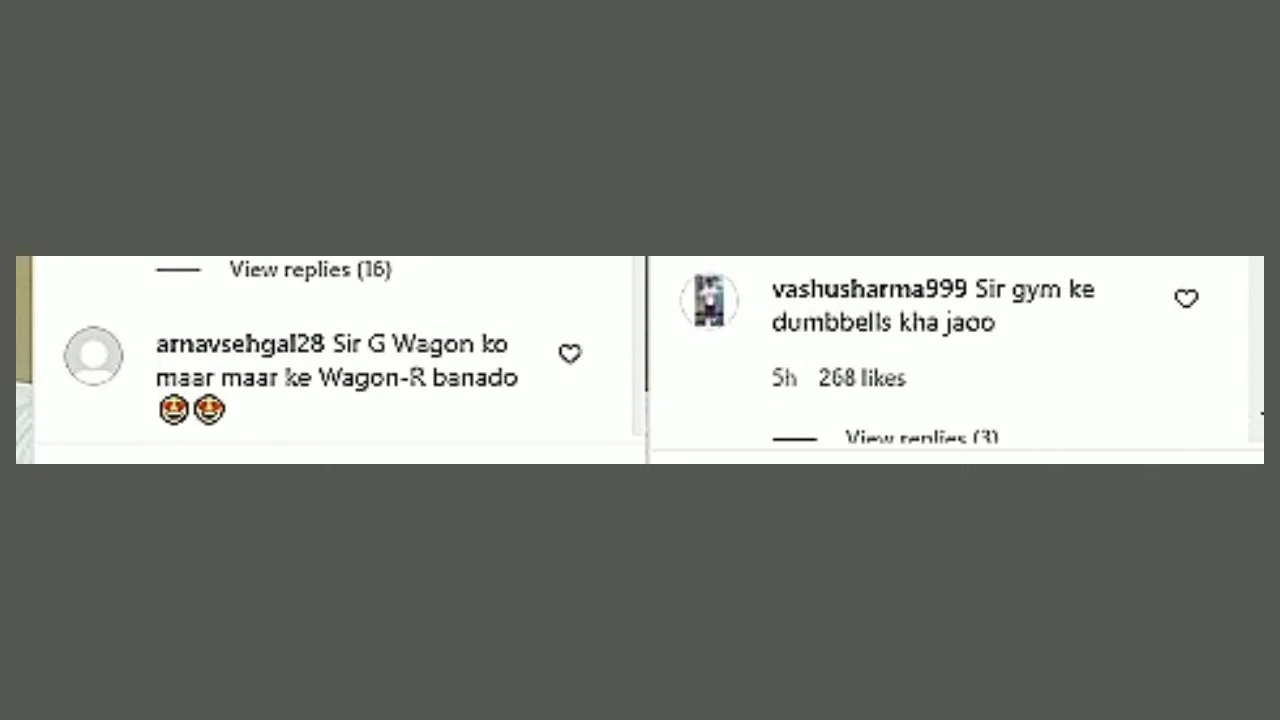 View replies (16)
arnavsehgal28 Sir G Wagon ko
maar maar ke Wagon-R banado
🤩🤩
vashusharma999 Sir gym ke
dumbbells kha jaoo
5h 268 likes
View replies (3)